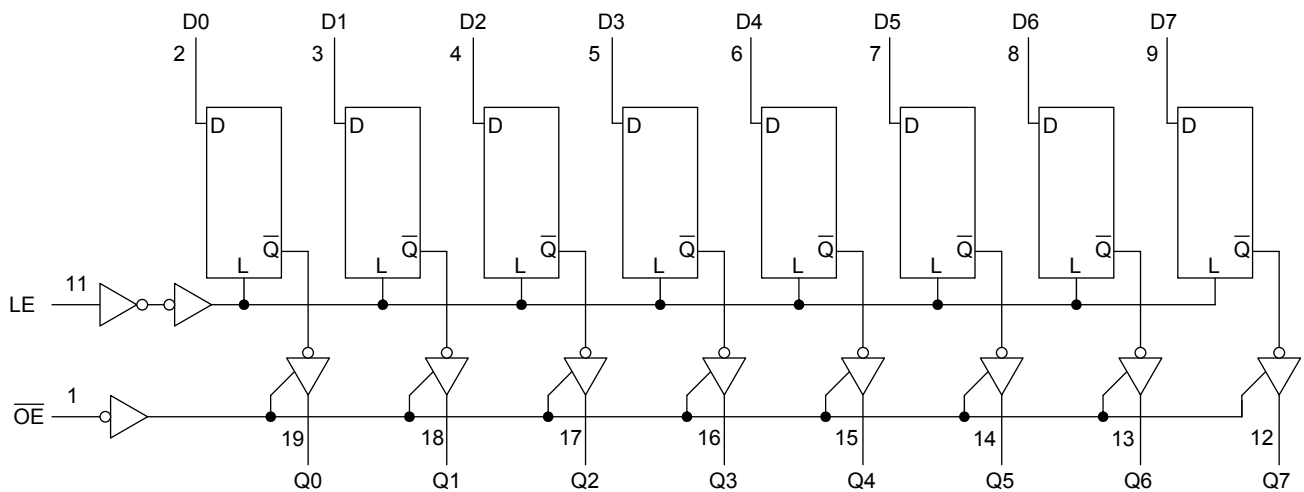 D0 D1 D2 D3 D4 D5 D6 D7
2 3 4 5 6 7 8 9
D D D D D D D D
Q̅ Q̅ Q̅ Q̅ Q̅ Q̅ Q̅ Q̅
L L L L L L L L
11
LE
1
O̅E̅
19 18 17 16 15 14 13 12
Q0 Q1 Q2 Q3 Q4 Q5 Q6 Q7